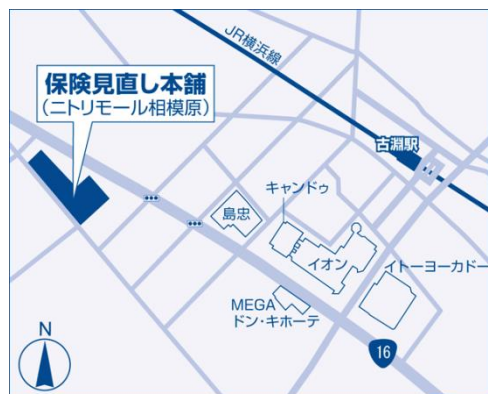 JR横浜線
保険見直し本舗
(ニトリモール相模原)
古淵駅
キャンドゥ
島忠
イオン
イトーヨーカドー
MEGA
ドン・キホーテ
N
16